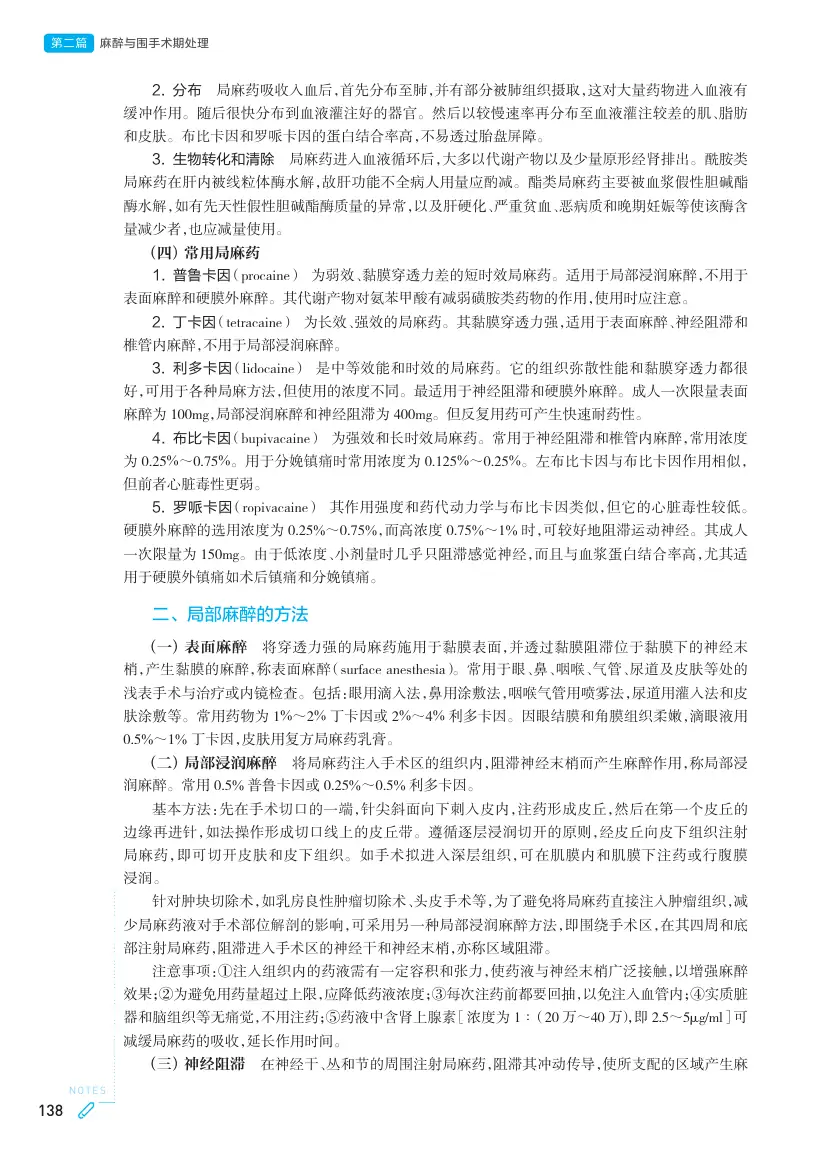 第二篇 麻醉与围手术期处理
2. 分布 局麻药吸收入血后,首先分布至肺,并有部分被肺组织摄取,这对大量药物进入血液有
缓冲作用。随后很快分布到血液灌注好的器官。然后以较慢速率再分布至血液灌注较差的肌、脂肪
和皮肤。布比卡因和罗哌卡因的蛋白结合率高,不易透过胎盘屏障。
3. 生物转化和清除 局麻药进入血液循环后,大多以代谢产物以及少量原形经肾排出。酰胺类
局麻药在肝内被线粒体酶水解,故肝功能不全病人用量应酌减。酯类局麻药主要被血浆假性胆碱酯
酶水解,如有先天性假性胆碱酯酶质量的异常,以及肝硬化、严重贫血、恶病质和晚期妊娠等使该酶含
量减少者,也应减量使用。
(四) 常用局麻药
1. 普鲁卡因(procaine) 为弱效、黏膜穿透力差的短时效局麻药。适用于局部浸润麻醉,不用于
表面麻醉和硬膜外麻醉。其代谢产物对氨苯甲酸有减弱磺胺类药物的作用,使用时应注意。
2. 丁卡因(tetracaine) 为长效、强效的局麻药。其黏膜穿透力强,适用于表面麻醉、神经阻滞和
椎管内麻醉,不用于局部浸润麻醉。
3. 利多卡因(lidocaine) 是中等效能和时效的局麻药。它的组织弥散性能和黏膜穿透力都很
好,可用于各种局麻方法,但使用的浓度不同。最适用于神经阻滞和硬膜外麻醉。成人一次限量表面
麻醉为 100mg,局部浸润麻醉和神经阻滞为 400mg。但反复用药可产生快速耐药性。
4. 布比卡因(bupivacaine) 为强效和长时效局麻药。常用于神经阻滞和椎管内麻醉,常用浓度
为 0.25%～0.75%。用于分娩镇痛时常用浓度为 0.125%～0.25%。左布比卡因与布比卡因作用相似,
但前者心脏毒性更弱。
5. 罗哌卡因(ropivacaine) 其作用强度和药代动力学与布比卡因类似,但它的心脏毒性较低。
硬膜外麻醉的选用浓度为 0.25%～0.75%,而高浓度 0.75%～1% 时,可较好地阻滞运动神经。其成人
一次限量为 150mg。由于低浓度、小剂量时几乎只阻滞感觉神经,而且与血浆蛋白结合率高,尤其适
用于硬膜外镇痛如术后镇痛和分娩镇痛。
二、局部麻醉的方法
(一) 表面麻醉 将穿透力强的局麻药施用于黏膜表面,并透过黏膜阻滞位于黏膜下的神经末
梢,产生黏膜的麻醉,称表面麻醉(surface anesthesia)。常用于眼、鼻、咽喉、气管、尿道及皮肤等处的
浅表手术与治疗或内镜检查。包括:眼用滴入法,鼻用涂敷法,咽喉气管用喷雾法,尿道用灌入法和皮
肤涂敷等。常用药物为 1%～2% 丁卡因或 2%～4% 利多卡因。因眼结膜和角膜组织柔嫩,滴眼液用
0.5%～1% 丁卡因,皮肤用复方局麻药乳膏。
(二) 局部浸润麻醉 将局麻药注入手术区的组织内,阻滞神经末梢而产生麻醉作用,称局部浸
润麻醉。常用 0.5% 普鲁卡因或 0.25%～0.5% 利多卡因。
基本方法:先在手术切口的一端,针尖斜面向下刺入皮内,注药形成皮丘,然后在第一个皮丘的
边缘再进针,如法操作形成切口线上的皮丘带。遵循逐层浸润切开的原则,经皮丘向皮下组织注射
局麻药,即可切开皮肤和皮下组织。如手术拟进入深层组织,可在肌膜内和肌膜下注药或行腹膜
浸润。
针对肿块切除术,如乳房良性肿瘤切除术、头皮手术等,为了避免将局麻药直接注入肿瘤组织,减
少局麻药液对手术部位解剖的影响,可采用另一种局部浸润麻醉方法,即围绕手术区,在其四周和底
部注射局麻药,阻滞进入手术区的神经干和神经末梢,亦称区域阻滞。
注意事项:①注入组织内的药液需有一定容积和张力,使药液与神经末梢广泛接触,以增强麻醉
效果;②为避免用药量超过上限,应降低药液浓度;③每次注药前都要回抽,以免注入血管内;④实质脏
器和脑组织等无痛觉,不用注药;⑤药液中含肾上腺素[浓度为 1∶(20 万～40 万),即 2.5～5μg/ml]可
减缓局麻药的吸收,延长作用时间。
(三) 神经阻滞 在神经干、丛和节的周围注射局麻药,阻滞其冲动传导,使所支配的区域产生麻
NOTES
138